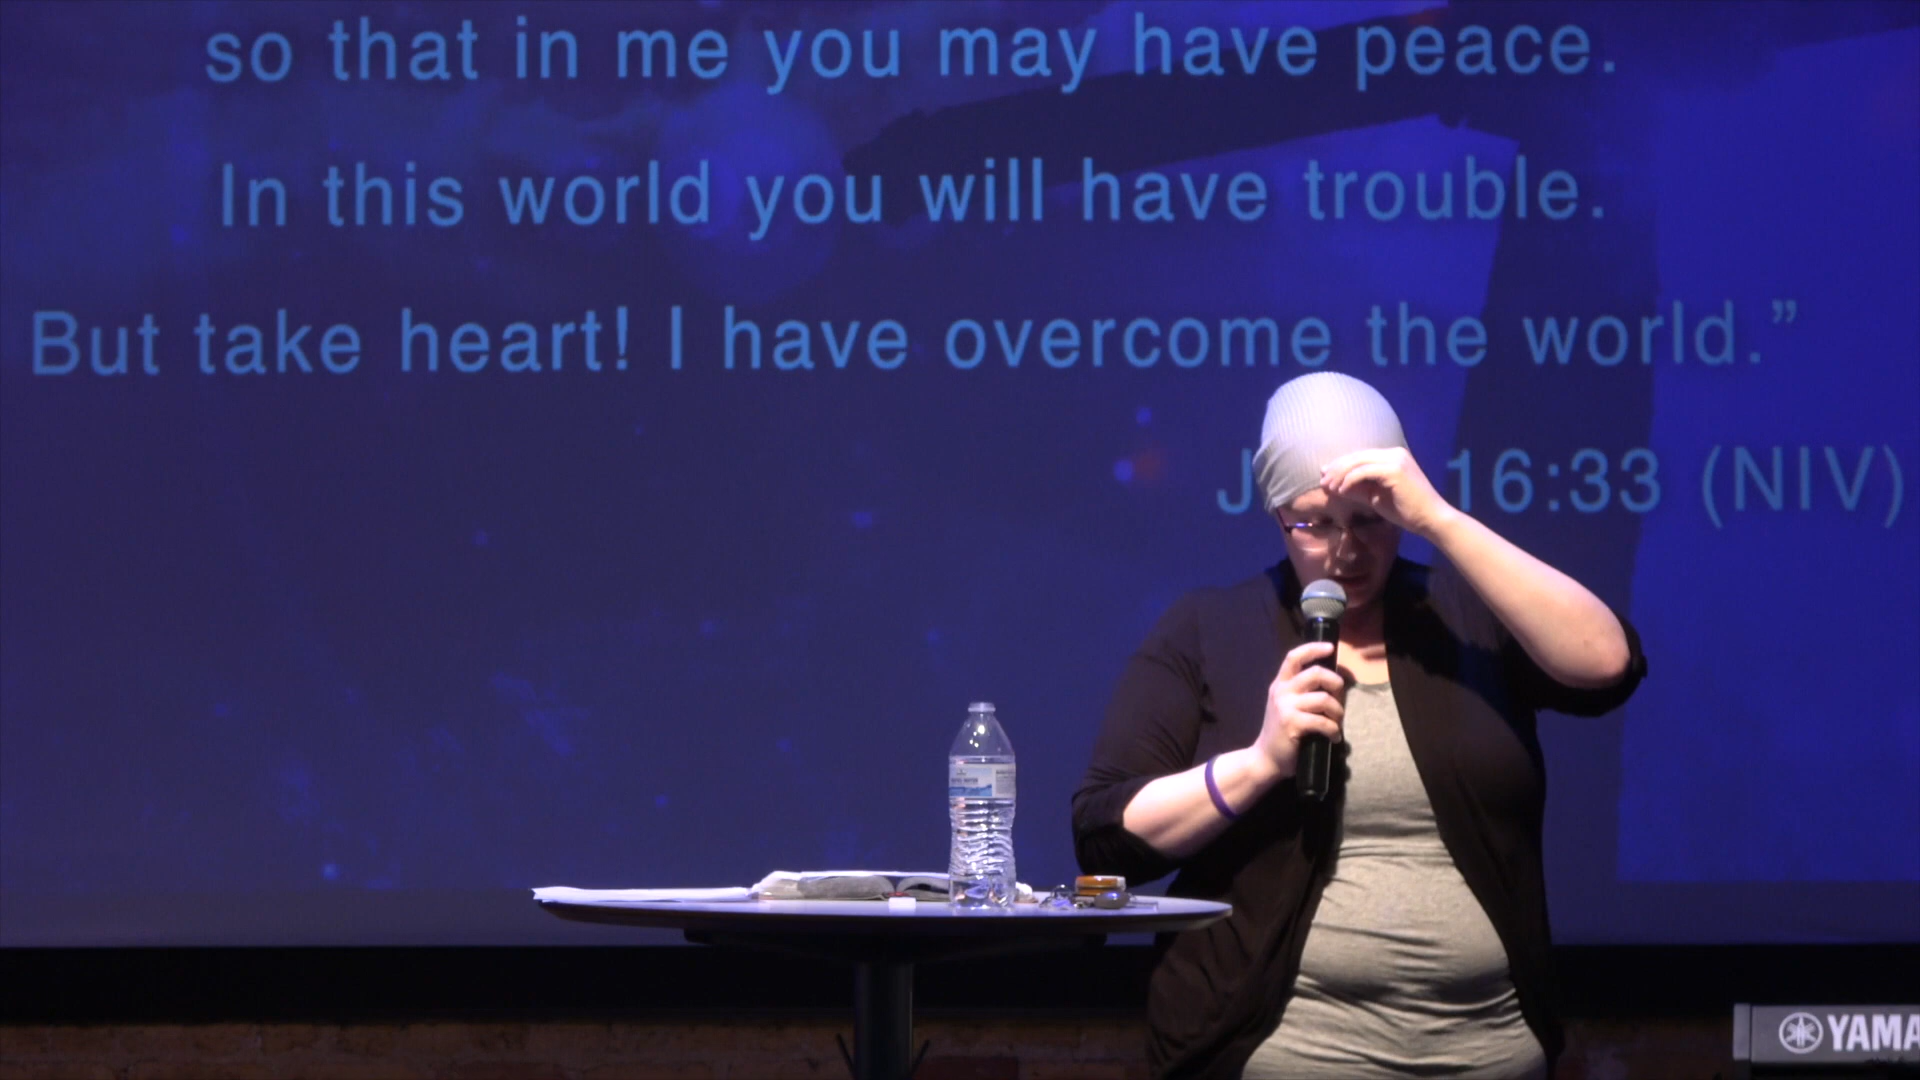 so that in me you may have peace.
In this world you will have trouble.
But take heart! I have overcome the world.”
16:33 (NIV)
YAMA